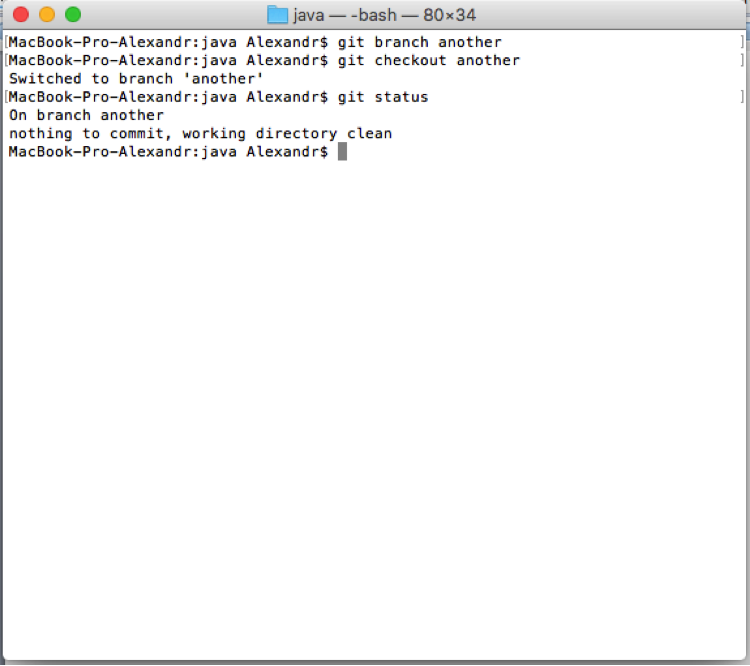 java — -bash — 80×34
[MacBook-Pro-Alexandr:java Alexandr$ git branch another ]
[MacBook-Pro-Alexandr:java Alexandr$ git checkout another ]
Switched to branch 'another'
[MacBook-Pro-Alexandr:java Alexandr$ git status ]
On branch another
nothing to commit, working directory clean
MacBook-Pro-Alexandr:java Alexandr$